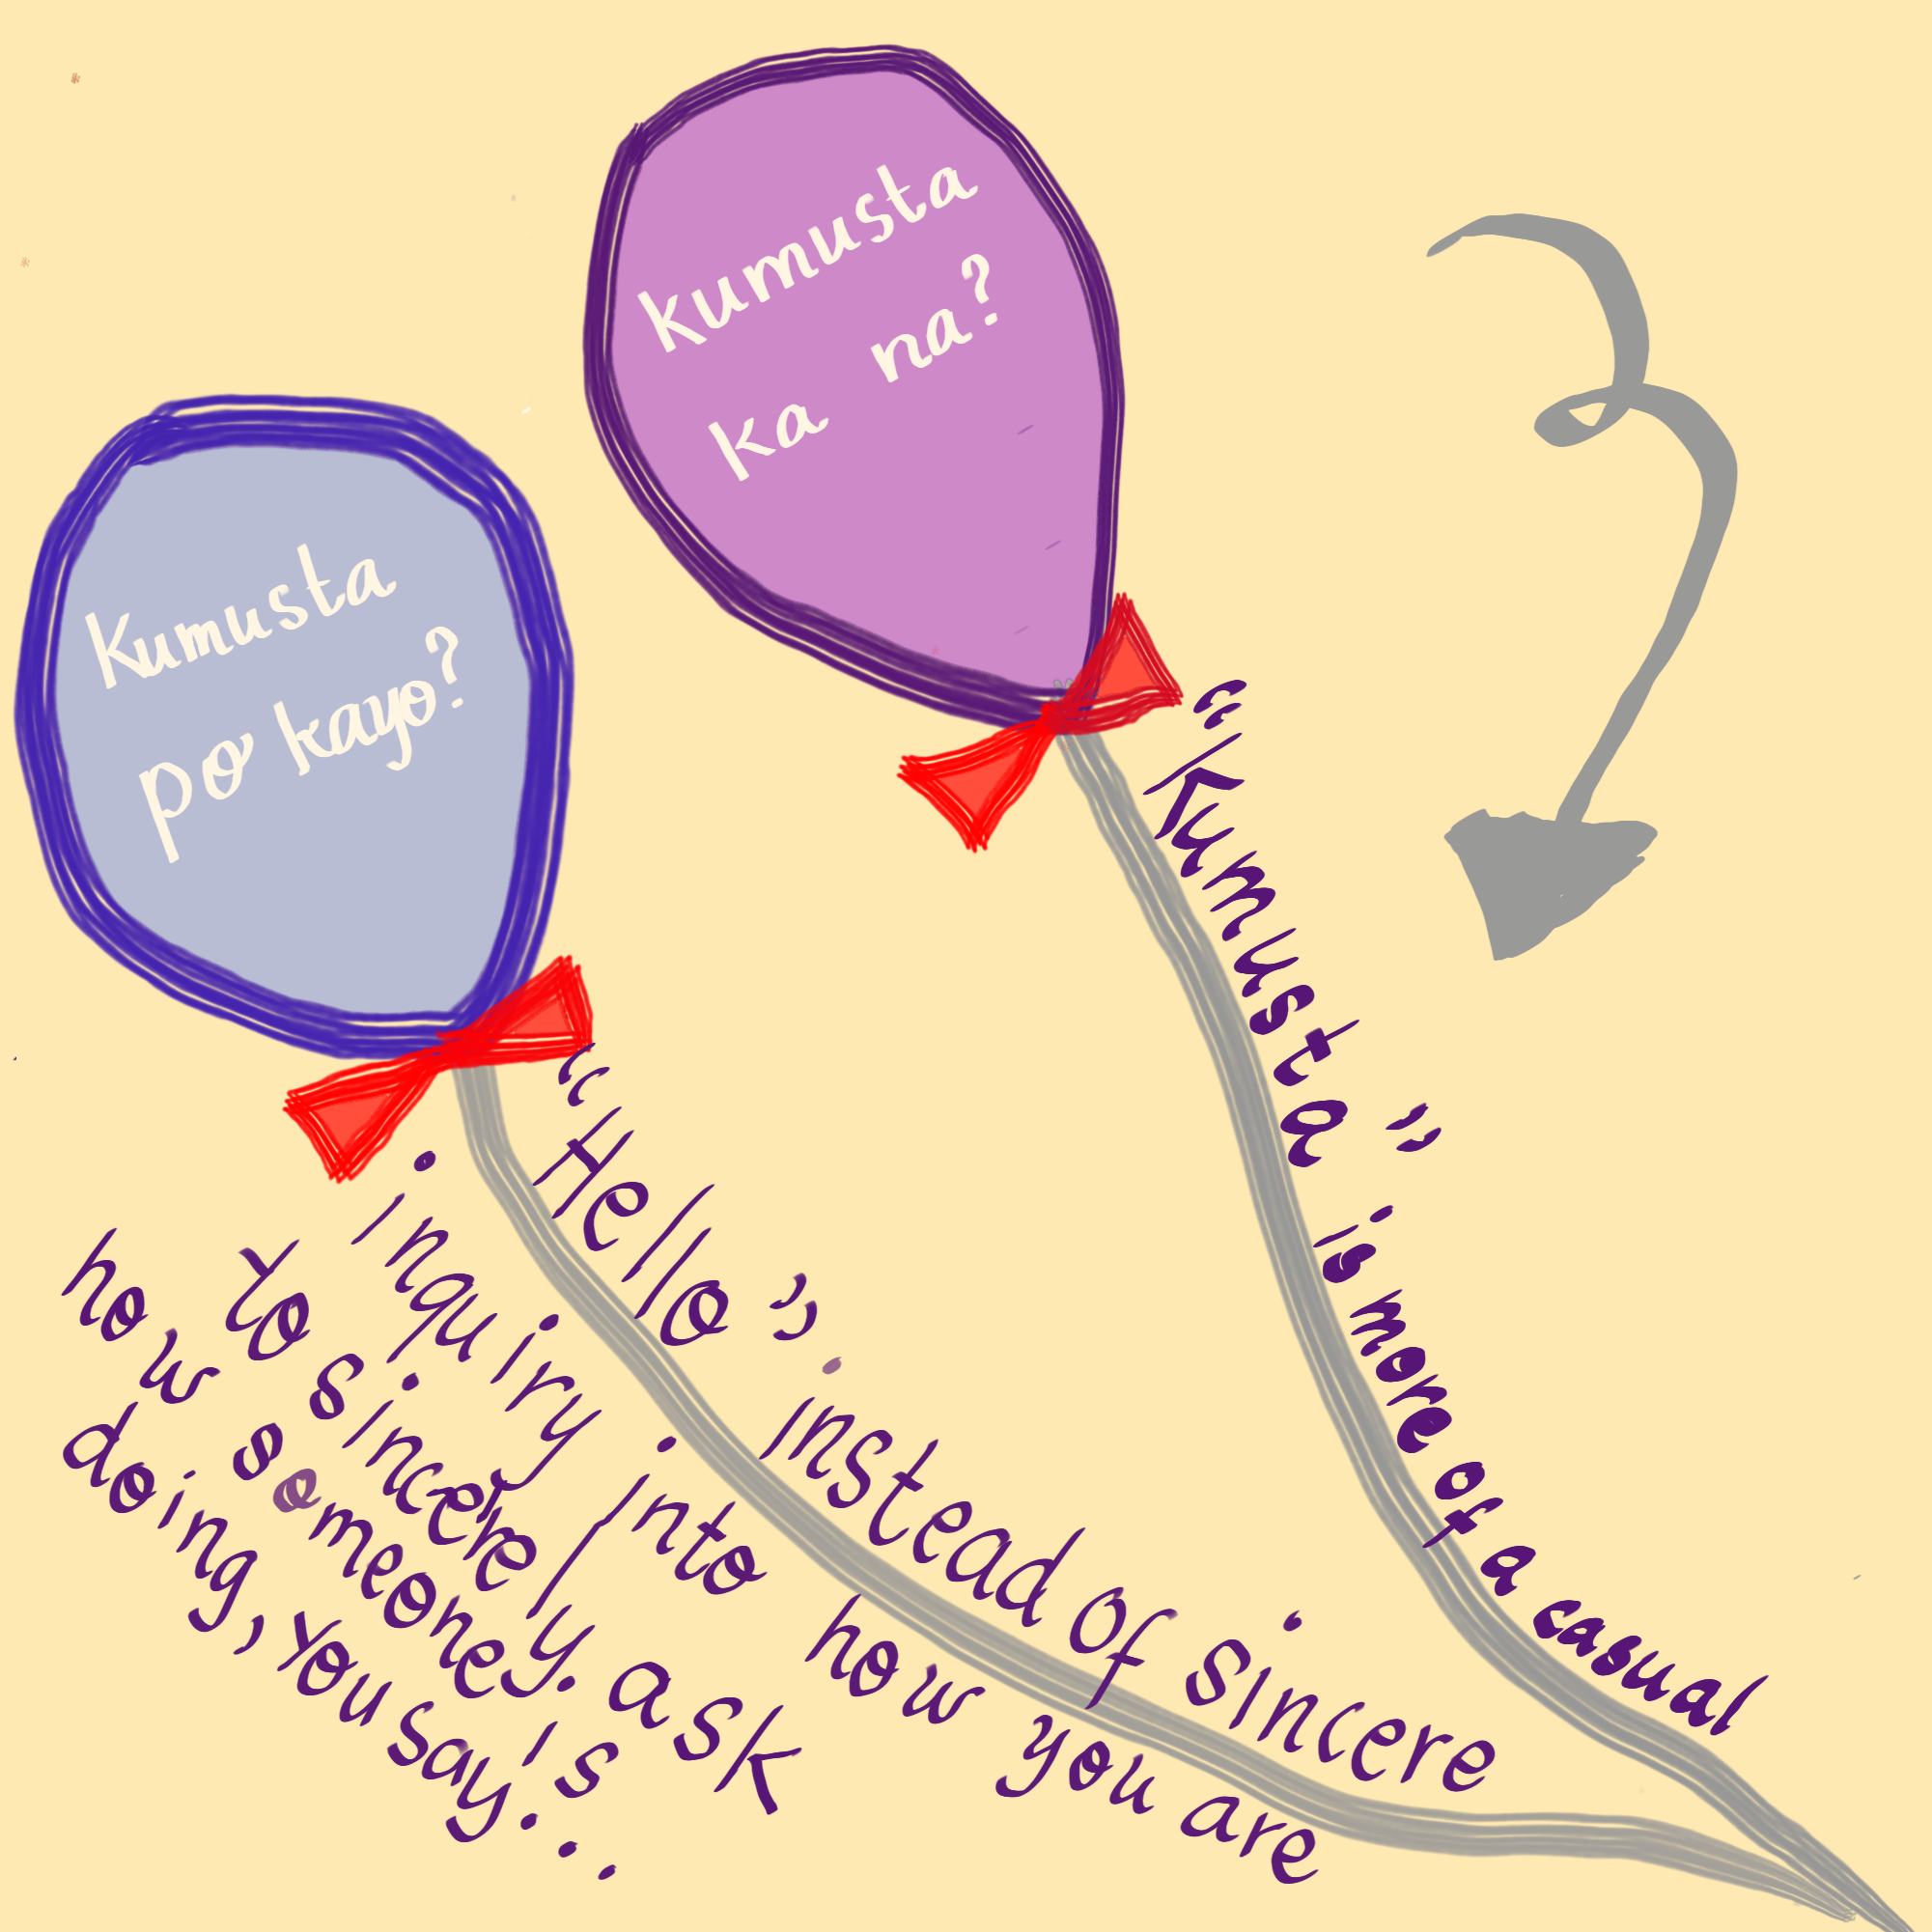 Kumusta
ka na?
Kumusta
po kayo?
"Kumusta" is more of a casual
"Hello", instead of sincere
inquiry into how you are
to sincerely ask
how someone is
doing, you say...